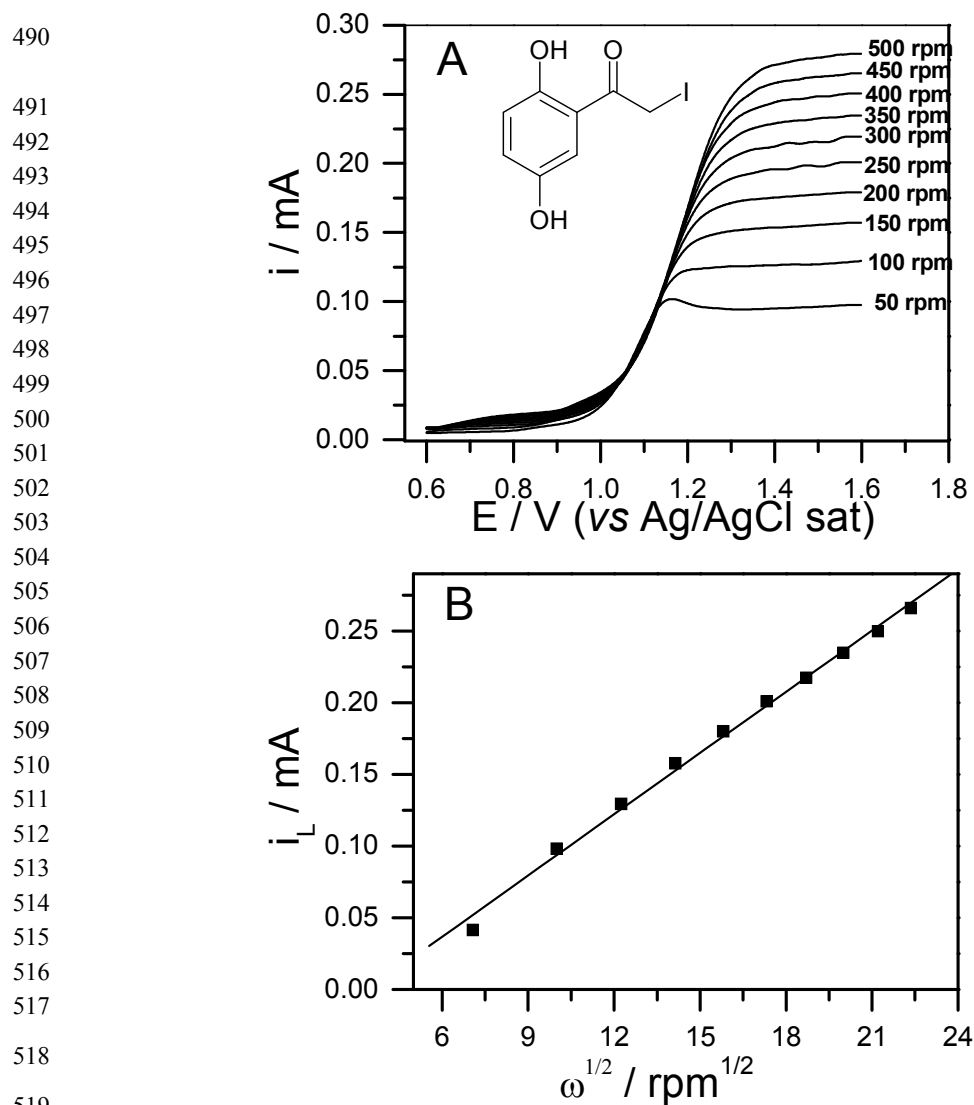 490
491
492
493
494
495
496
497
498
499
500
501
502
503
504
505
506
507
508
509
510
511
512
513
514
515
516
517
518
A
OH
O
I
OH
500 rpm
450 rpm
400 rpm
350 rpm
300 rpm
250 rpm
200 rpm
150 rpm
100 rpm
50 rpm
0.30
0.25
0.20
0.15
0.10
0.05
0.00
i / mA
0.6 0.8 1.0 1.2 1.4 1.6 1.8
E / V (vs Ag/AgCl sat)
B
0.25
0.20
0.15
0.10
0.05
0.00
i_L / mA
6 9 12 15 18 21 24
ω^1/2 / rpm^1/2